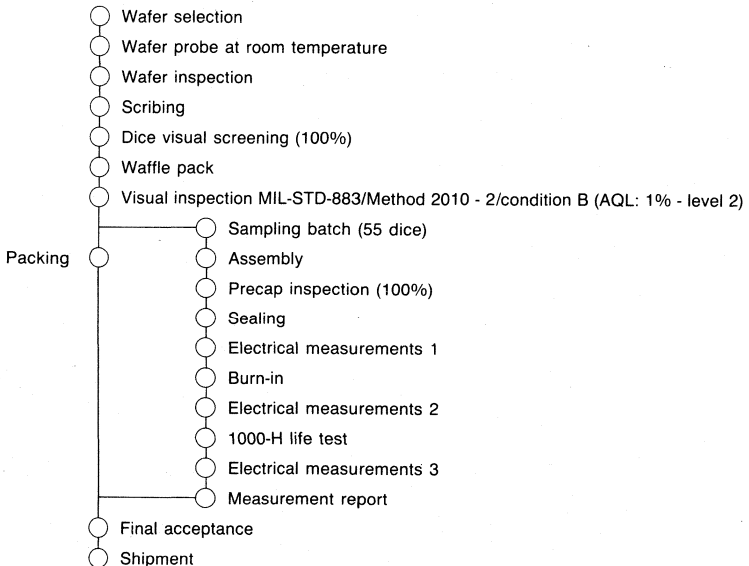 Wafer selection
Wafer probe at room temperature
Wafer inspection
Scribing
Dice visual screening (100%)
Waffle pack
Visual inspection MIL-STD-883/Method 2010 - 2/condition B (AQL: 1% - level 2)
Sampling batch (55 dice)
Packing
Assembly
Precap inspection (100%)
Sealing
Electrical measurements 1
Burn-in
Electrical measurements 2
1000-H life test
Electrical measurements 3
Measurement report
Final acceptance
Shipment